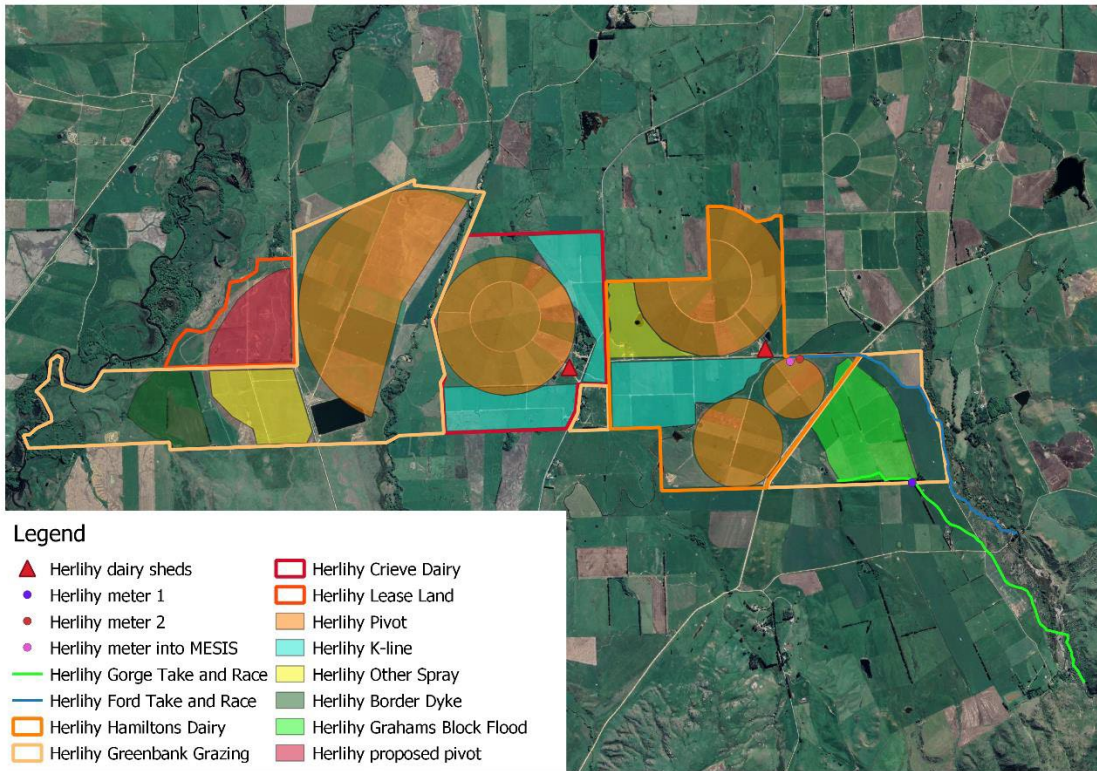 Legend
Herlihy dairy sheds
Herlihy meter 1
Herlihy meter 2
Herlihy meter into MESIS
Herlihy Gorge Take and Race
Herlihy Ford Take and Race
Herlihy Hamiltons Dairy
Herlihy Greenbank Grazing
Herlihy Crieve Dairy
Herlihy Lease Land
Herlihy Pivot
Herlihy K-line
Herlihy Other Spray
Herlihy Border Dyke
Herlihy Grahams Block Flood
Herlihy proposed pivot